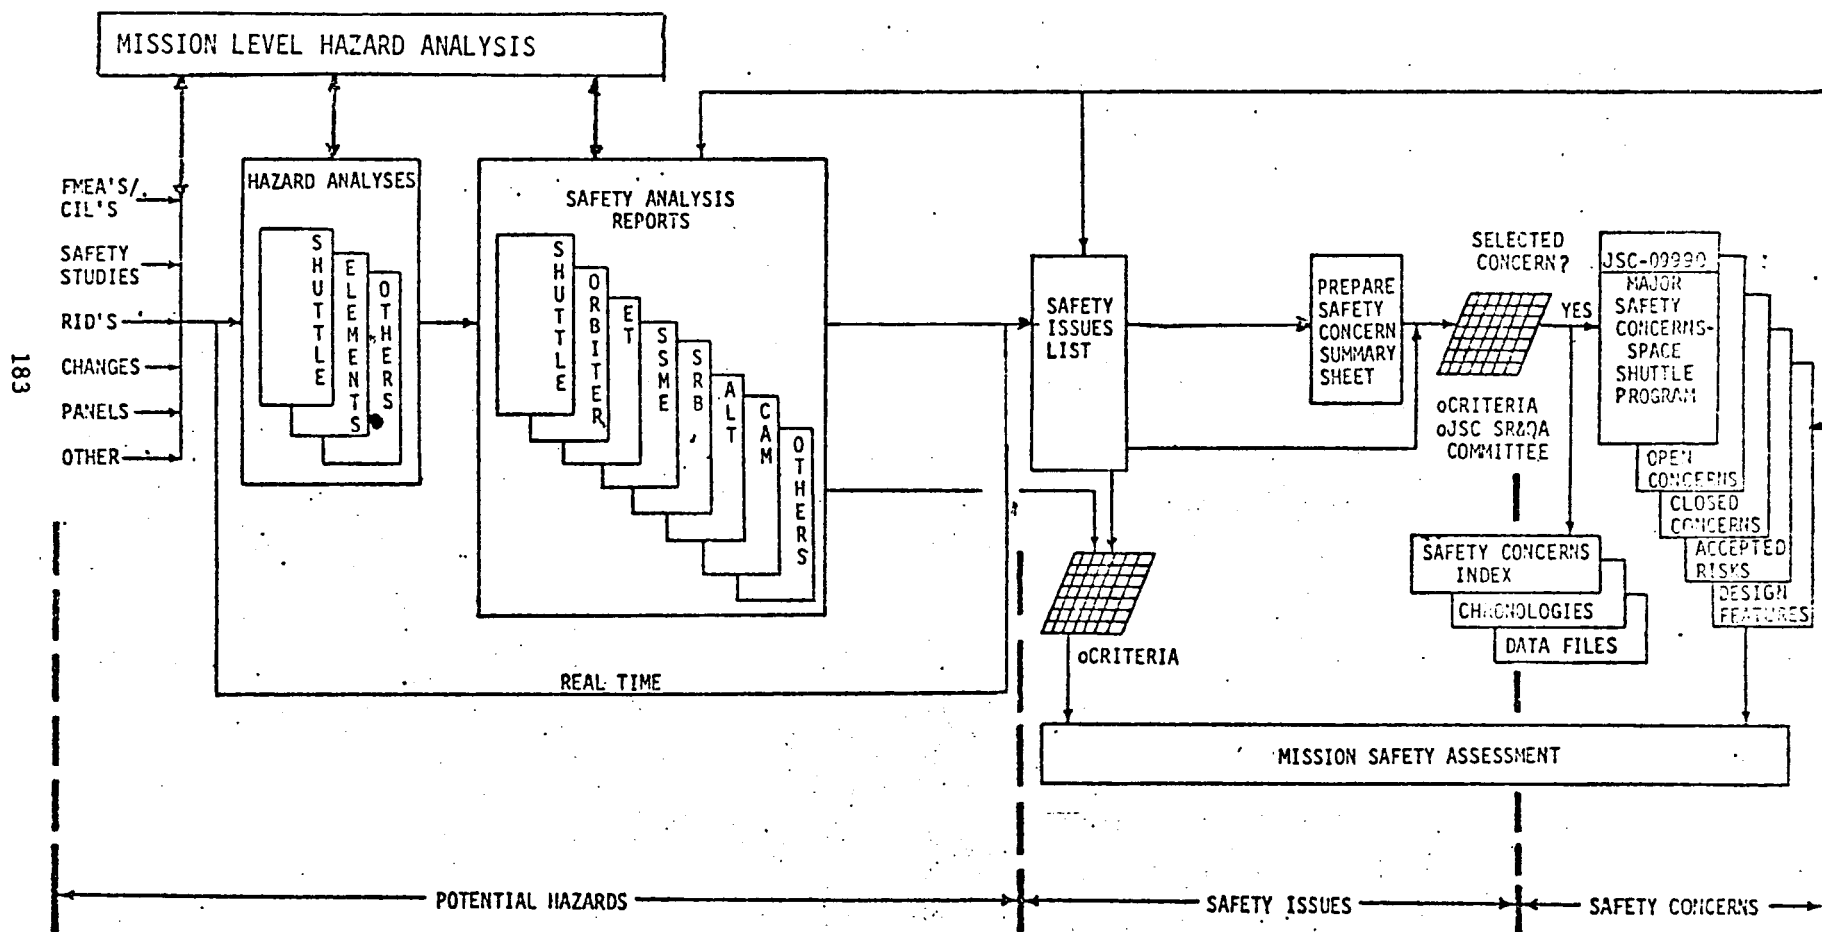 MISSION LEVEL HAZARD ANALYSIS
FMEA'S/
CIL'S
SAFETY
STUDIES
RID'S
CHANGES
PANELS
OTHER
183
HAZARD ANALYSES
SHUTTLE
ELEMENTS
OTHERS
SAFETY ANALYSIS
REPORTS
SHUTTLE
ORBITER
ET
SSME
SRB
ALT
CAM
OTHERS
REAL TIME
SAFETY
ISSUES
LIST
oCRITERIA
PREPARE
SAFETY
CONCERN
SUMMARY
SHEET
SELECTED
CONCERN?
YES
oCRITERIA
oJSC SR&QA
COMMITTEE
JSC-09990
MAJOR
SAFETY
CONCERNS-
SPACE
SHUTTLE
PROGRAM
OPEN
CONCERNS
CLOSED
CONCERNS
ACCEPTED
RISKS
DESIGN
FEATURES
SAFETY CONCERNS
INDEX
CHRONOLOGIES
DATA FILES
MISSION SAFETY ASSESSMENT
POTENTIAL HAZARDS
SAFETY ISSUES
SAFETY CONCERNS